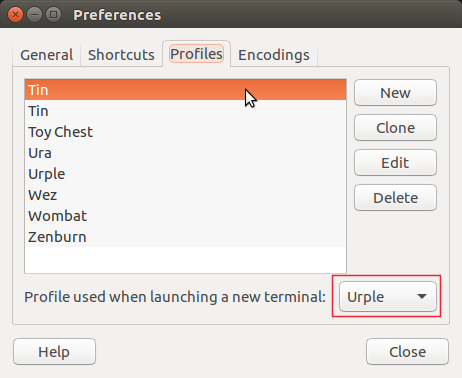 Preferences
General Shortcuts Profiles Encodings
Tin
Tin
Toy Chest
Ura
Urple
Wez
Wombat
Zenburn
New
Clone
Edit
Delete
Profile used when launching a new terminal: Urple
Help Close